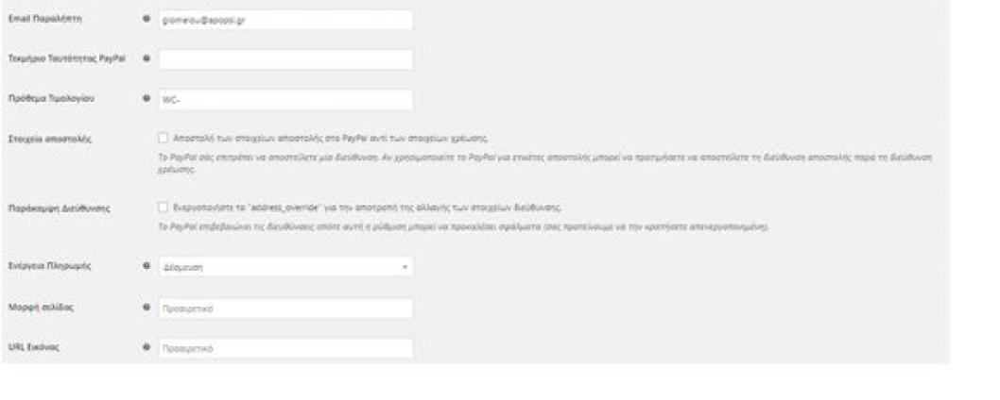 Email Παραλήπτη
Τεκμήριο Ταυτότητας PayPal
Πρόθεμα Τιμολογίου WC-
Στοιχεία αποστολής Αποστολή των στοιχείων αποστολής στο PayPal αντί των στοιχείων χρέωσης.
Το PayPal σάς επιτρέπει να αποστείλετε μία διεύθυνση. Αν χρησιμοποιείτε το PayPal για ετικέτες αποστολής μπορεί να προτιμήσετε να αποστείλετε τη διεύθυνση αποστολής παρά τη διεύθυνση
χρέωσης.
Παράκαμψη Διεύθυνσης Ενεργοποιήστε το "address_override" για την αποτροπή της αλλαγής των στοιχείων διεύθυνσης.
Το PayPal επιβεβαιώνει τις διευθύνσεις οπότε αυτή η ρύθμιση μπορεί να προκαλέσει σφάλματα (σας προτείνουμε να την κρατήσετε απενεργοποιημένη).
Ενέργεια Πληρωμής Δέσμευση
Μορφή σελίδας Προαιρετικό
URL Εικόνας Προαιρετικό